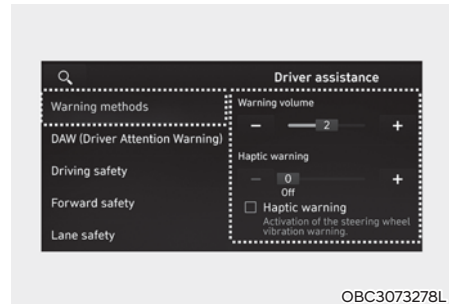 Driver assistance
Warning methods
DAW (Driver Attention Warning)
Driving safety
Forward safety
Lane safety
Warning volume
− 2 +
Haptic warning
− 0 +
Off
Haptic warning
Activation of the steering wheel
vibration warning.
OBC3073278L